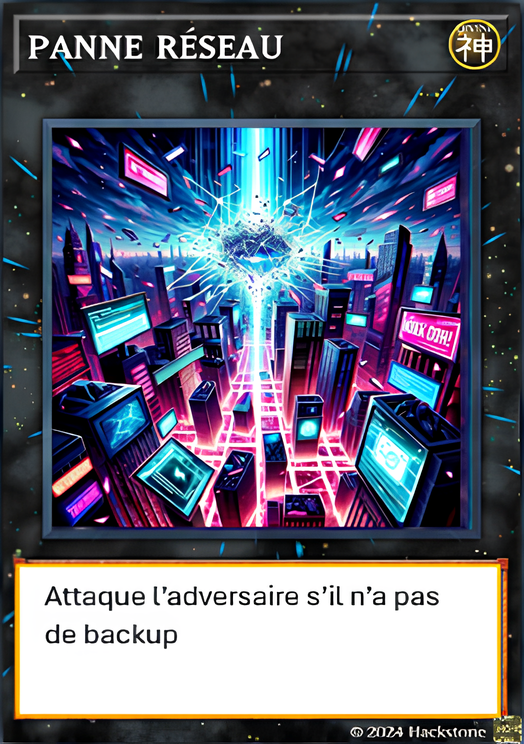 PANNE RÉSEAU
神
Attaque l'adversaire s'il n'a pas
de backup
© 2024 Hackstone